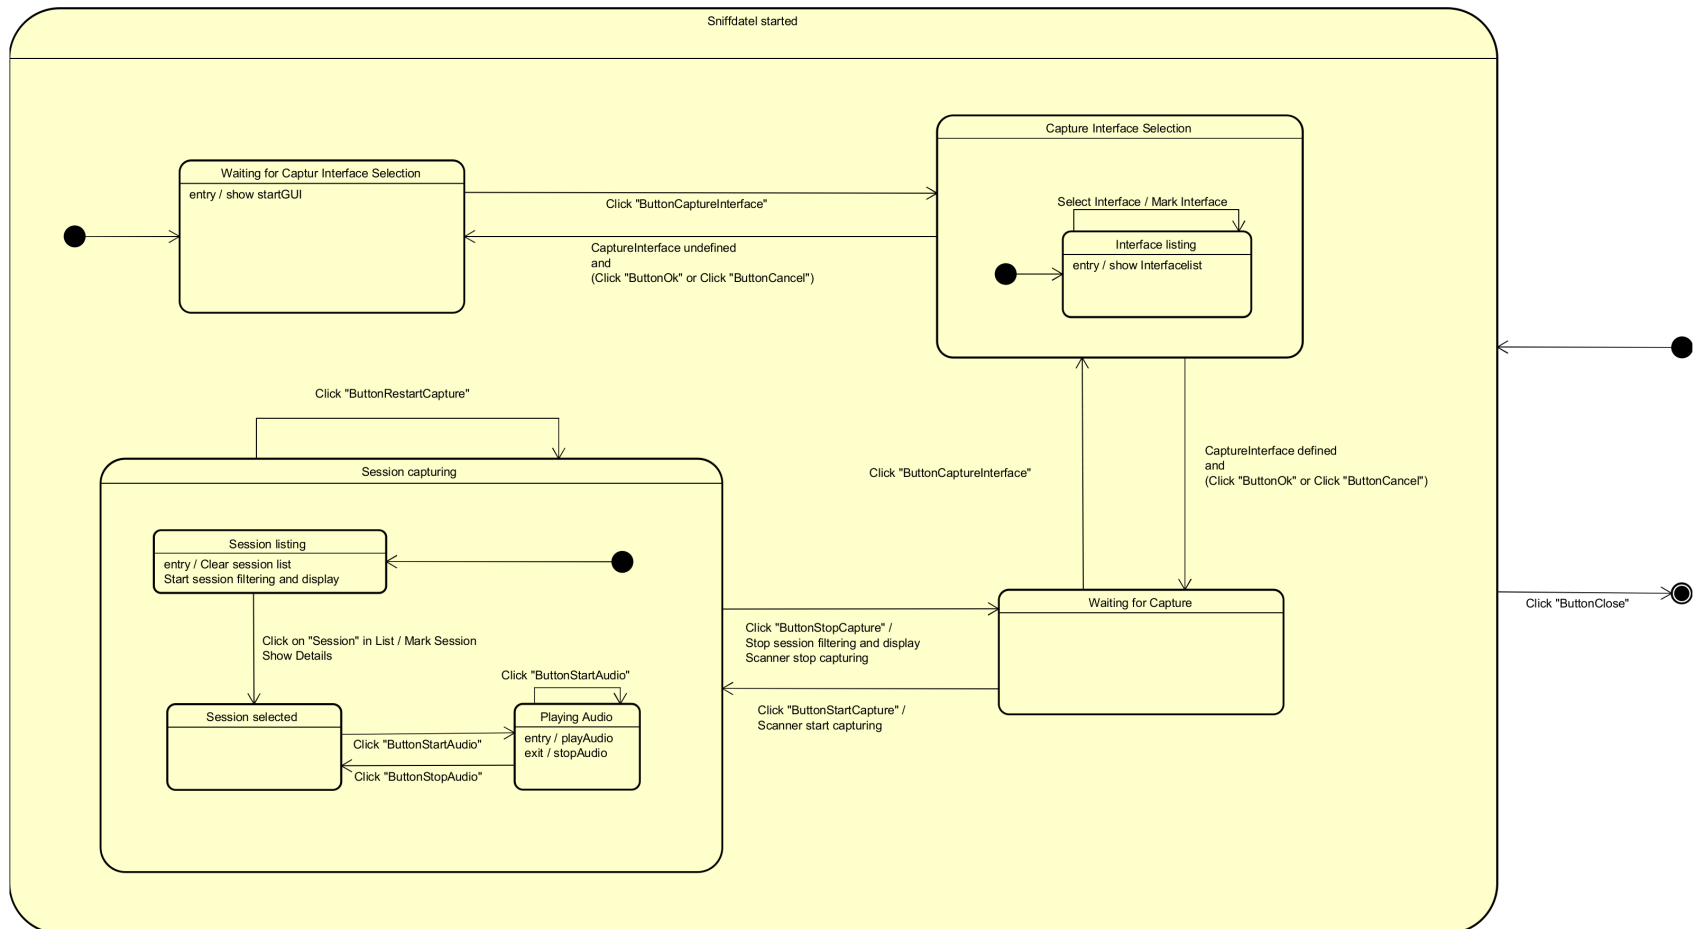 Sniffdatel started
Capture Interface Selection
Waiting for Captur Interface Selection
entry / show startGUI
Click "ButtonCaptureInterface"
Select Interface / Mark Interface
Interface listing
entry / show Interfacelist
CaptureInterface undefined
and
(Click "ButtonOk" or Click "ButtonCancel")
Click "ButtonRestartCapture"
Click "ButtonCaptureInterface"
CaptureInterface defined
and
(Click "ButtonOk" or Click "ButtonCancel")
Session capturing
Session listing
entry / Clear session list
Start session filtering and display
Click on "Session" in List / Mark Session
Show Details
Click "ButtonStartAudio"
Session selected
Playing Audio
entry / playAudio
exit / stopAudio
Click "ButtonStartAudio"
Click "ButtonStopAudio"
Click "ButtonStopCapture" /
Stop session filtering and display
Scanner stop capturing
Click "ButtonStartCapture" /
Scanner start capturing
Waiting for Capture
Click "ButtonClose"